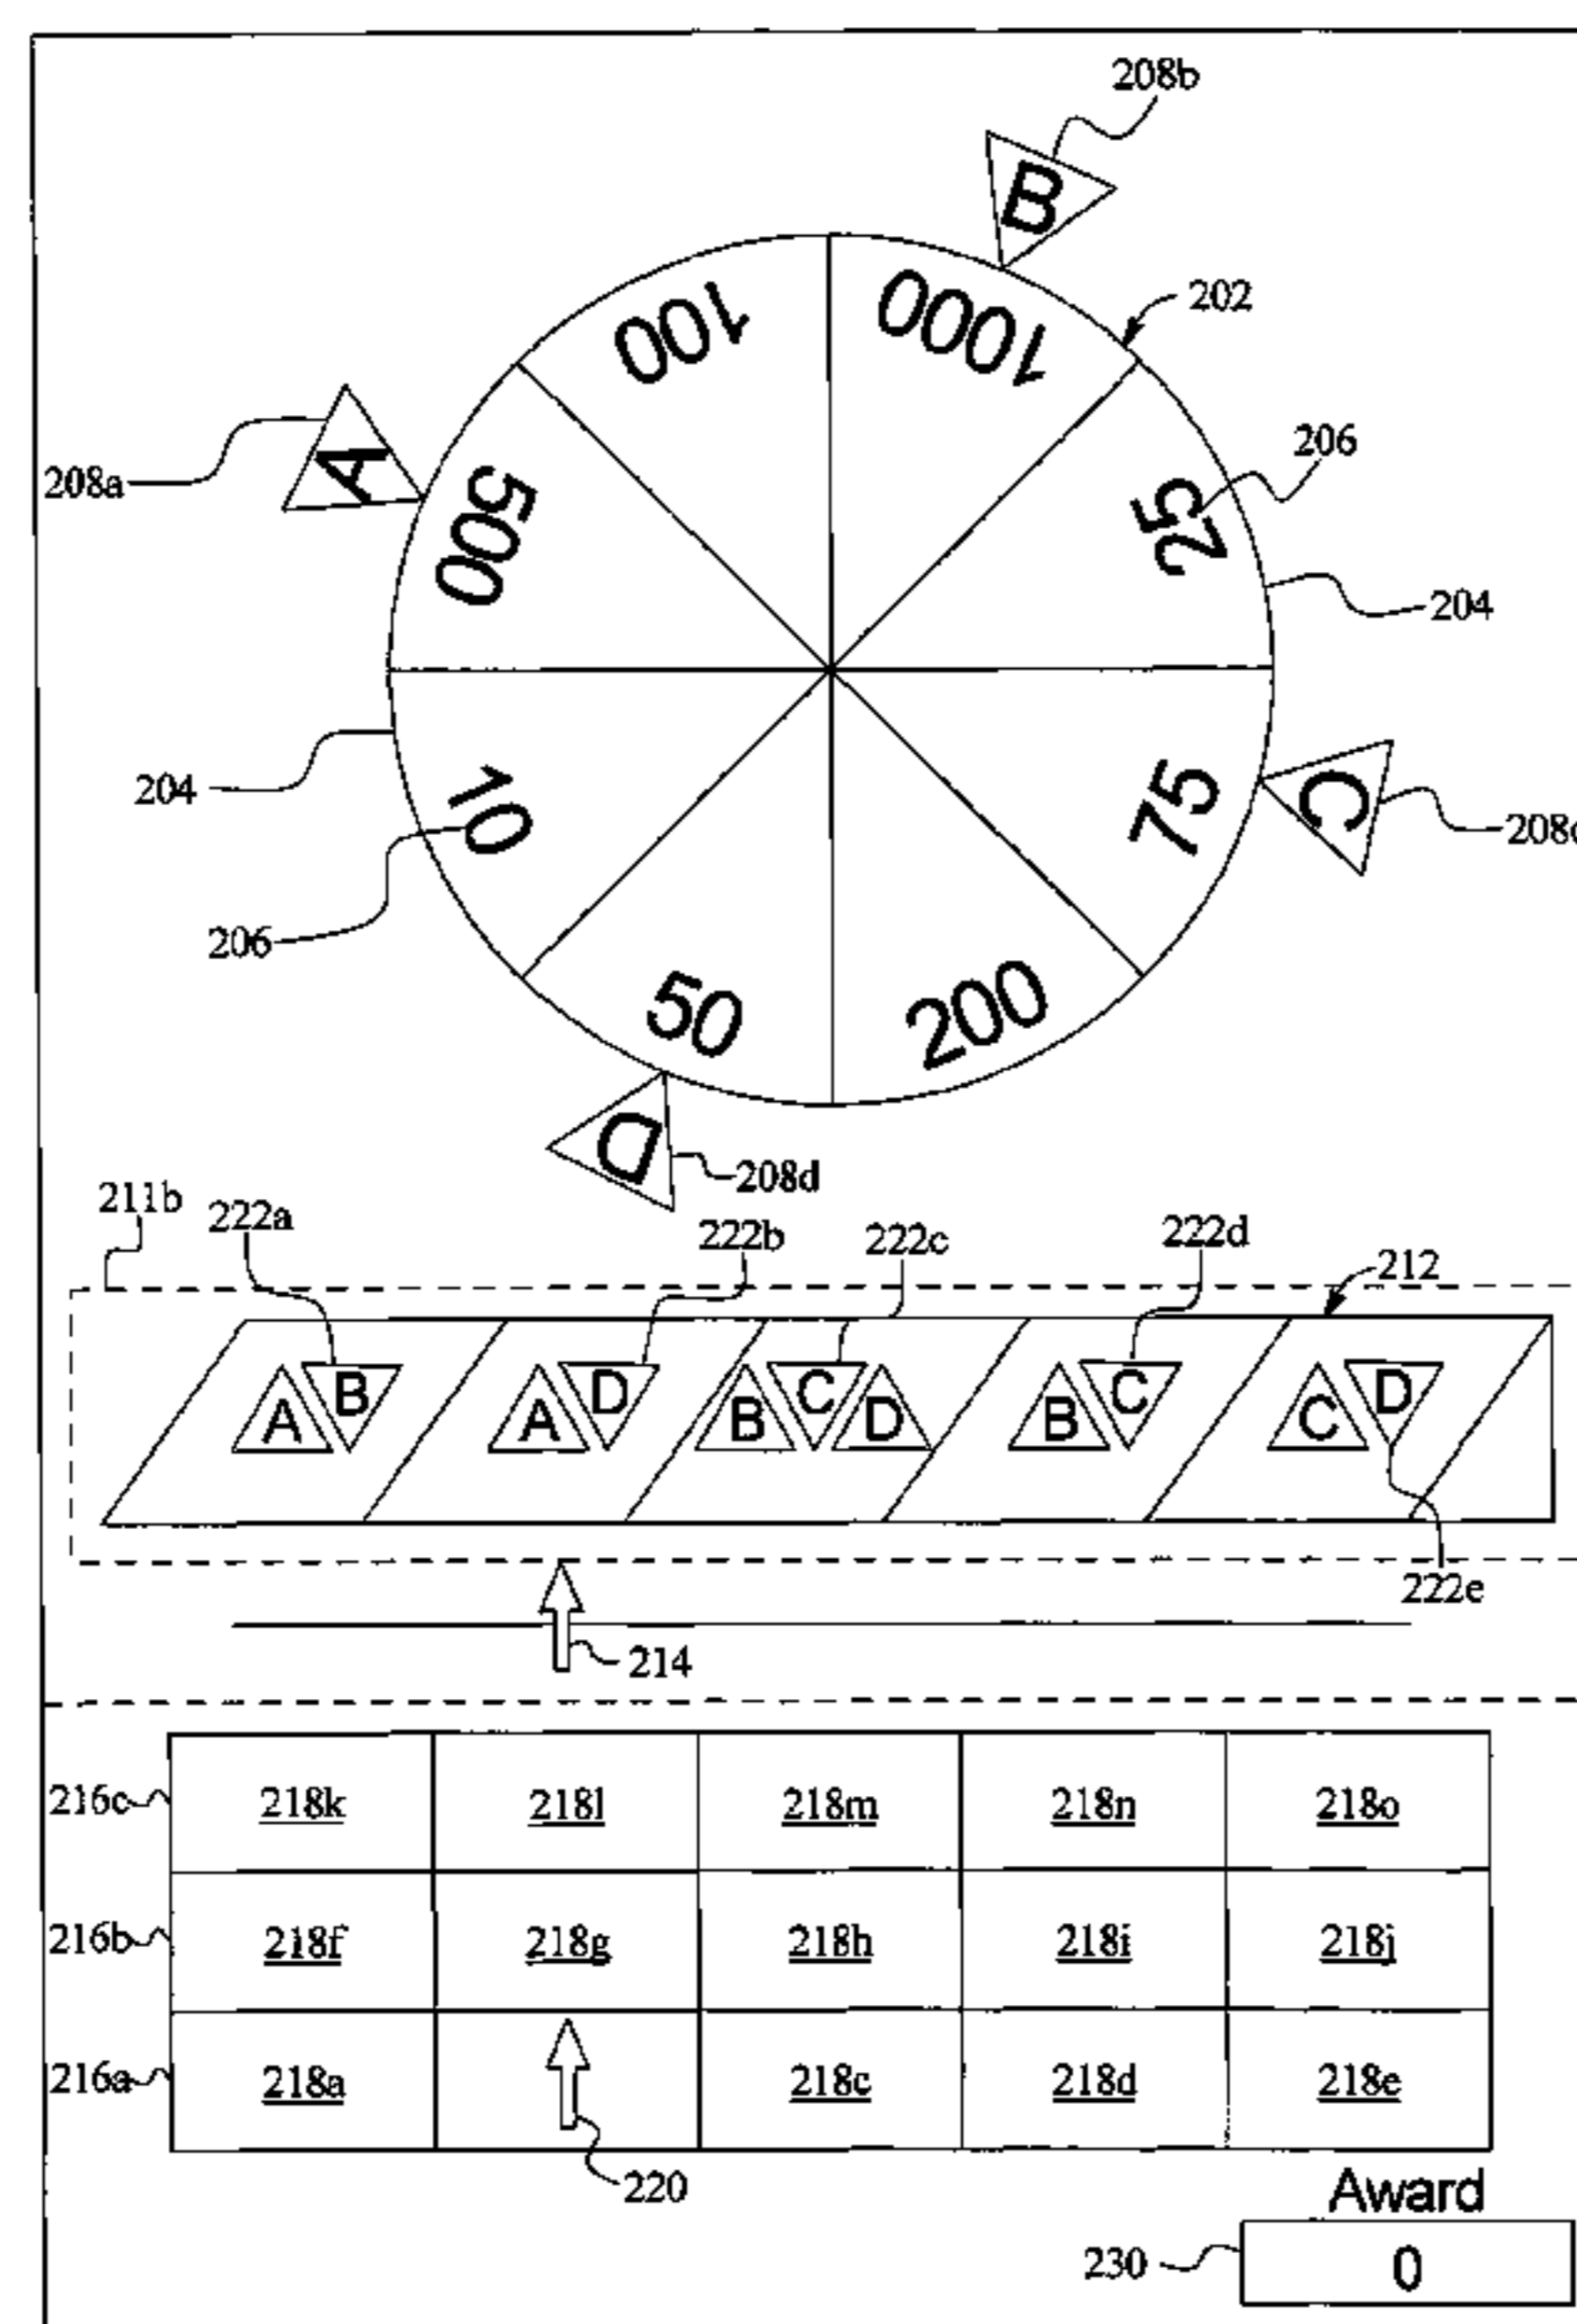 208b
B
202
100
1000
206
A
208a
500
25
204
204
10
75
C
208c
206
50
200
D
208d
211b
222a
222b
222c
222d
212
A B A D B C D B C C D
222e
214
216c 218k 218l 218m 218n 218o
216b 218f 218g 218h 218i 218j
216a 218a 218c 218d 218e
220
Award
230 0